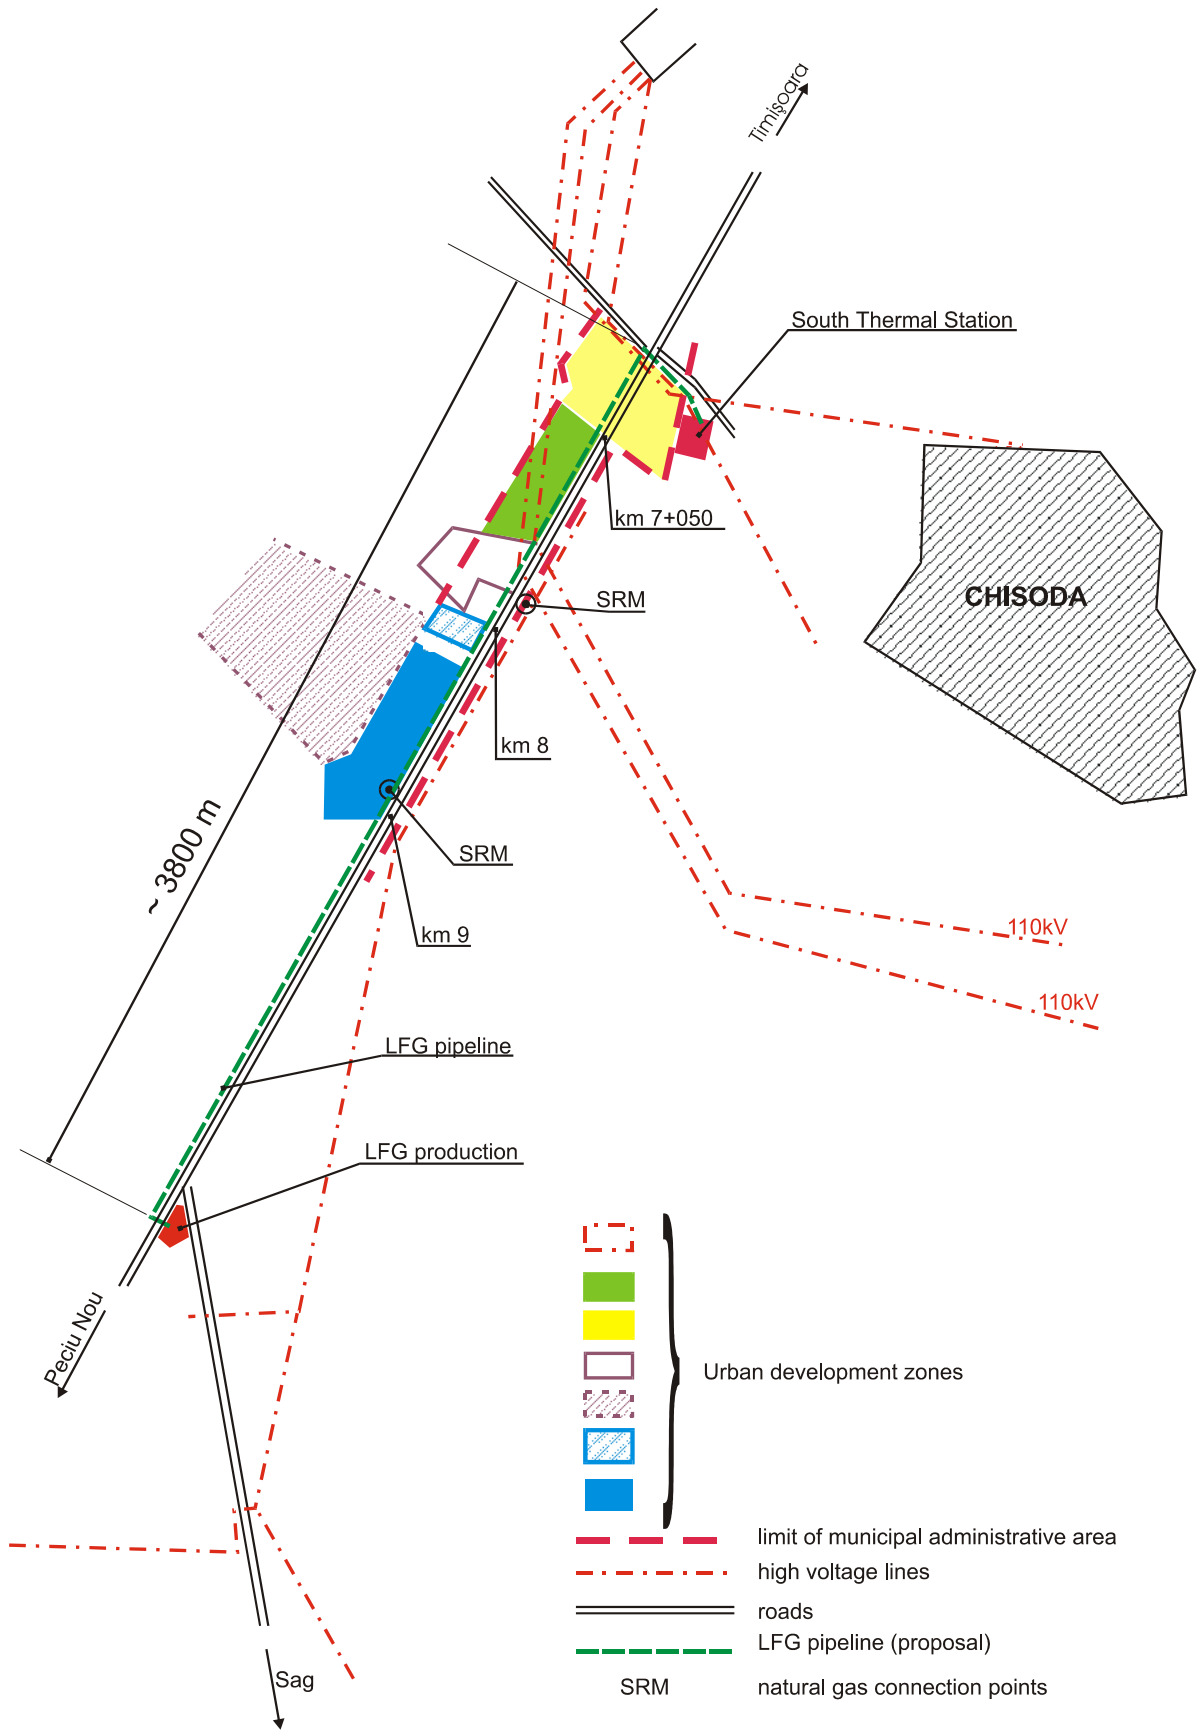 Timişoara
South Thermal Station
km 7+050
SRM
CHISODA
km 8
~ 3800 m
SRM
km 9
110kV
110kV
LFG pipeline
LFG production
Peciu Nou
Urban development zones
limit of municipal administrative area
high voltage lines
roads
LFG pipeline (proposal)
SRM natural gas connection points
Sag